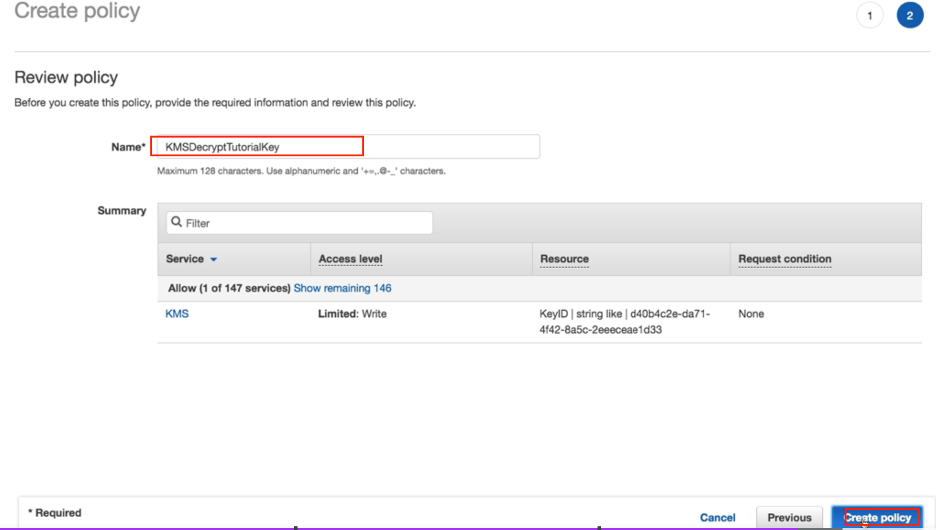 Create policy
1
2
Review policy
Before you create this policy, provide the required information and review this policy.
Name* KMSDecryptTutorialKey
Maximum 128 characters. Use alphanumeric and '+=,.@-_' characters.
Summary
Filter
Service Access level Resource Request condition
Allow (1 of 147 services) Show remaining 146
KMS Limited: Write KeyID | string like | d40b4c2e-da71- None
4f42-8a5c-2eeeceae1d33
* Required
Cancel Previous Create policy